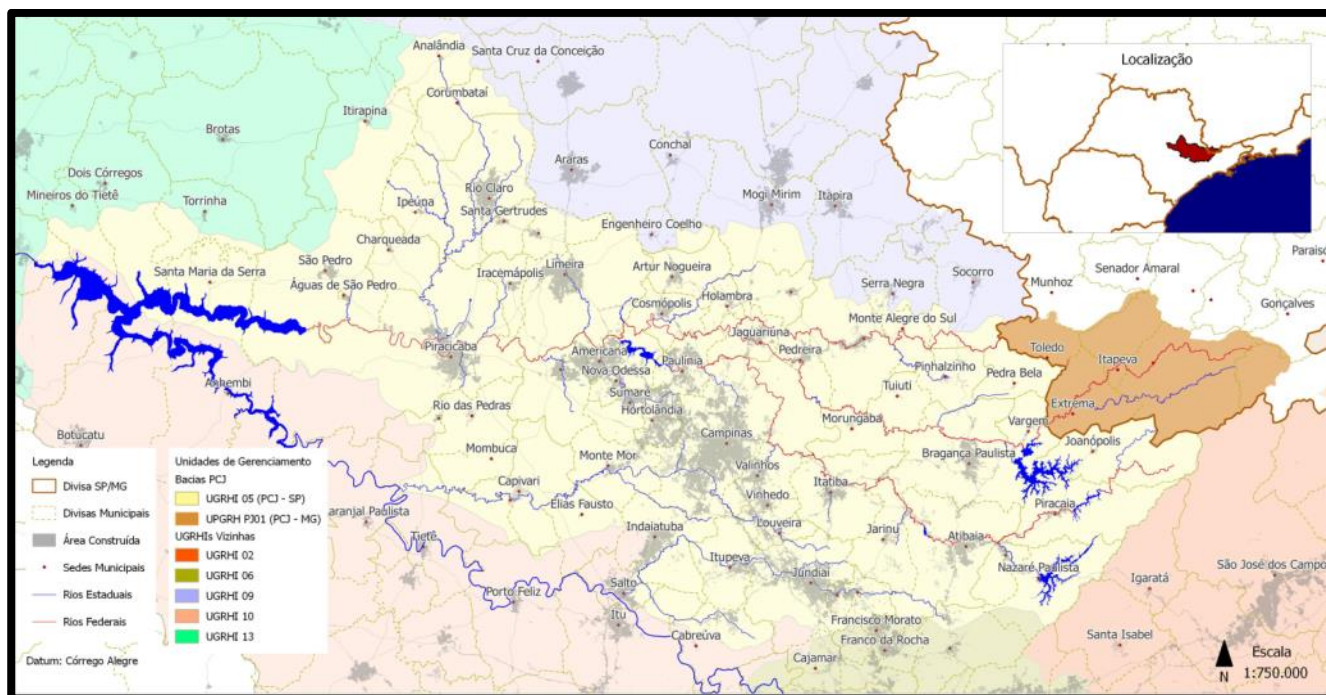 Localização
Analândia
Santa Cruz da Conceição
Corumbataí
Itirapina
Brotas
Dois Córregos
Mineiros do Tietê
Torrinha
Araras
Conchal
Rio Claro
Ipeúna
Santa Gertrudes
Mogi Mirim
Itapira
Engenheiro Coelho
Charqueada
São Pedro
Santa Maria da Serra
Águas de São Pedro
Iracemápolis
Limeira
Artur Nogueira
Cosmópolis
Holambra
Serra Negra
Socorro
Munhoz
Senador Amaral
Gonçalves
Monte Alegre do Sul
Piracicaba
Americana
Nova Odessa
Paulínia
Jaguariúna
Pedreira
Toledo
Itapeva
Extrema
Pinhalzinho
Pedra Bela
Tuiuti
Sumaré
Hortolândia
Rio das Pedras
Botucatu
Mombuca
Campinas
Morungaba
Vargem
Joanópolis
Bragança Paulista
Monte Mor
Valinhos
Capivari
Elias Fausto
Vinhedo
Itatiba
Piracaia
Louveira
Jarinu
Atibaia
Indaiatuba
Tietê
Itupeva
Jundiaí
Nazaré Paulista
Igaratá
Porto Feliz
Salto
Itu
Cabreúva
Francisco Morato
Franco da Rocha
Cajamar
Santa Isabel
Legenda
Divisa SP/MG
Divisas Municipais
Área Construída
Sedes Municipais
Rios Estaduais
Rios Federais
Datum: Córrego Alegre
Unidades de Gerenciamento
Bacias PCJ
UGRHI 05 (PCJ - SP)
UPGRH PJ01 (PCJ - MG)
UGRHIs Vizinhas
UGRHI 02
UGRHI 06
UGRHI 09
UGRHI 10
UGRHI 13
N
Escala
1:750.000